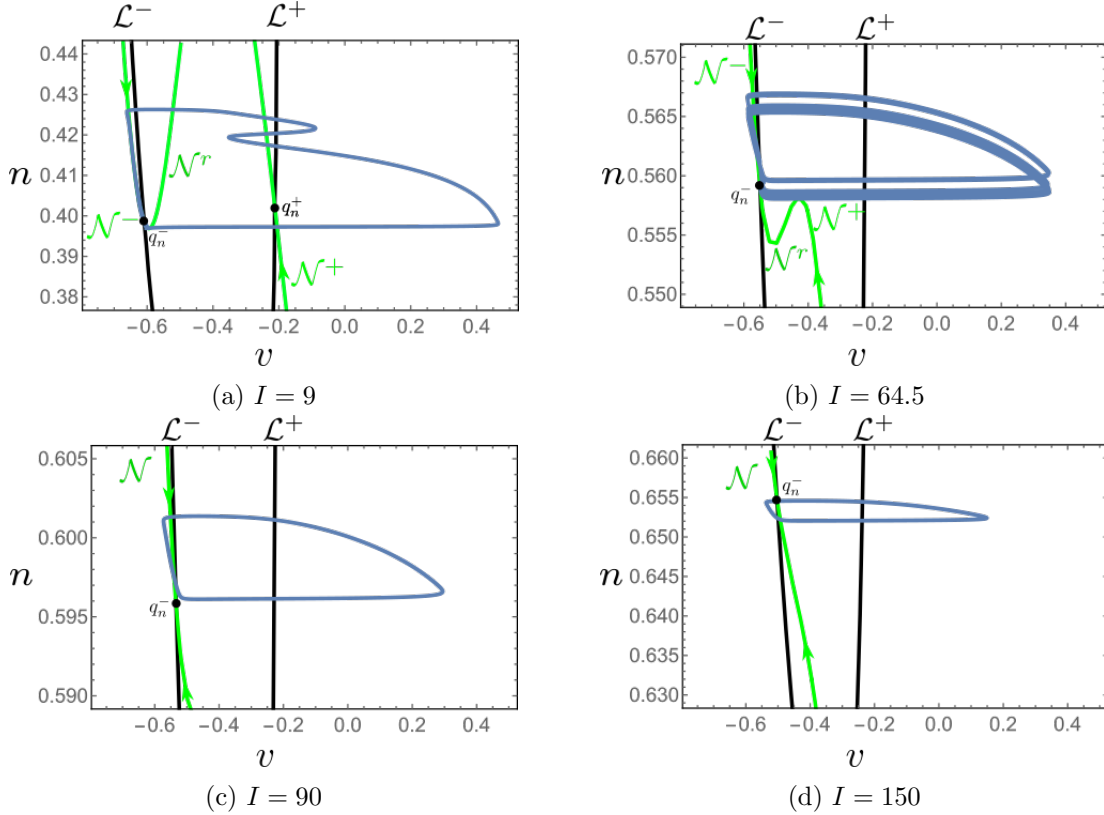 ℒ⁻ ℒ⁺
0.44
0.43
0.42
0.41
0.40
0.39
0.38
n
𝒩ʳ
𝒩⁻
qₙ⁻
qₙ⁺
𝒩⁺
−0.6 −0.4 −0.2 0.0 0.2 0.4
v
(a) I = 9
ℒ⁻ ℒ⁺
0.570
0.565
0.560
0.555
0.550
n
𝒩⁻
qₙ⁻
𝒩⁺
𝒩ʳ
−0.6 −0.4 −0.2 0.0 0.2 0.4
v
(b) I = 64.5
ℒ⁻ ℒ⁺
0.605
0.600
0.595
0.590
n
𝒩
qₙ⁻
−0.6 −0.4 −0.2 0.0 0.2 0.4
v
(c) I = 90
ℒ⁻ ℒ⁺
0.660
0.655
0.650
0.645
0.640
0.635
0.630
n
𝒩
qₙ⁻
−0.6 −0.4 −0.2 0.0 0.2 0.4
v
(d) I = 150